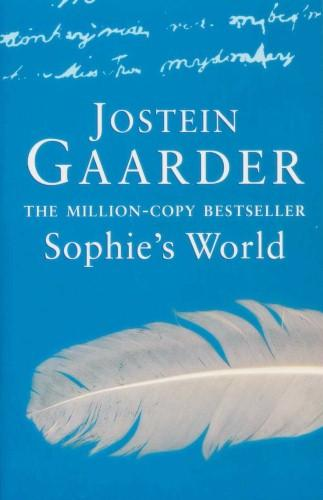 JOSTEIN
GAARDER
THE MILLION-COPY BESTSELLER
Sophie's World